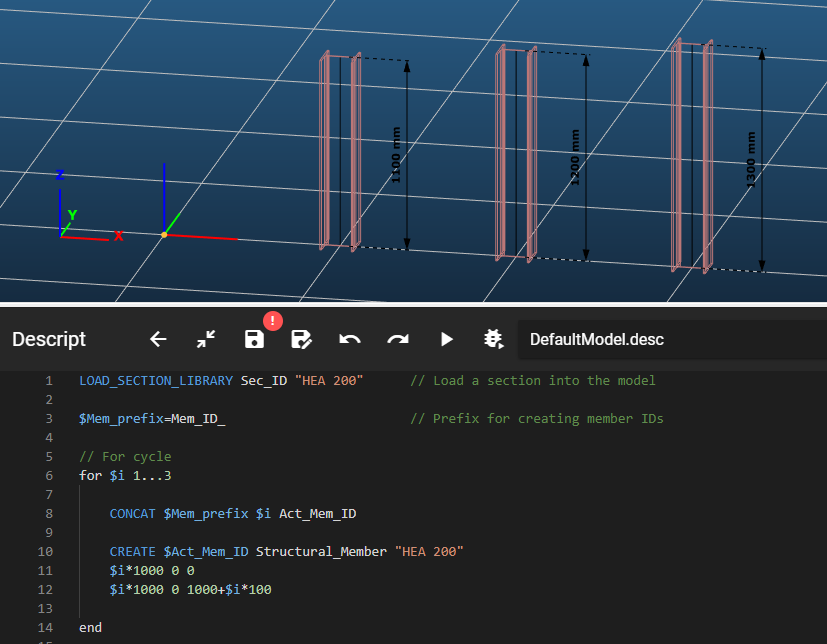 1100 mm
1200 mm
1300 mm
Z
Y
X
!
Descript
DefaultModel.desc
1 LOAD_SECTION_LIBRARY Sec_ID "HEA 200" // Load a section into the model
2
3 $Mem_prefix=Mem_ID_ // Prefix for creating member IDs
4
5 // For cycle
6 for $i 1...3
7
8 CONCAT $Mem_prefix $i Act_Mem_ID
9
10 CREATE $Act_Mem_ID Structural_Member "HEA 200"
11 $i*1000 0 0
12 $i*1000 0 1000+$i*100
13
14 end